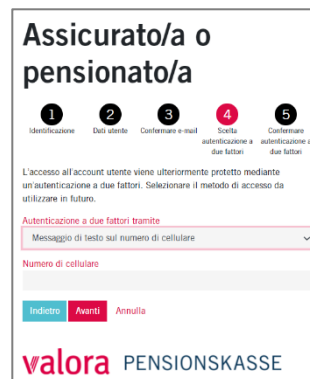 Assicurato/a o
pensionato/a
1 2 3 4 5
Identificazione Dati utente Confermare e-mail Scelta autenticazione a due fattori Confermare autenticazione a due fattori
L'accesso all'account utente viene ulteriormente protetto mediante
un'autenticazione a due fattori. Selezionare il metodo di accesso da
utilizzare in futuro.
Autenticazione a due fattori tramite
Messaggio di testo sul numero di cellulare
Numero di cellulare
Indietro Avanti Annulla
valora PENSIONSKASSE